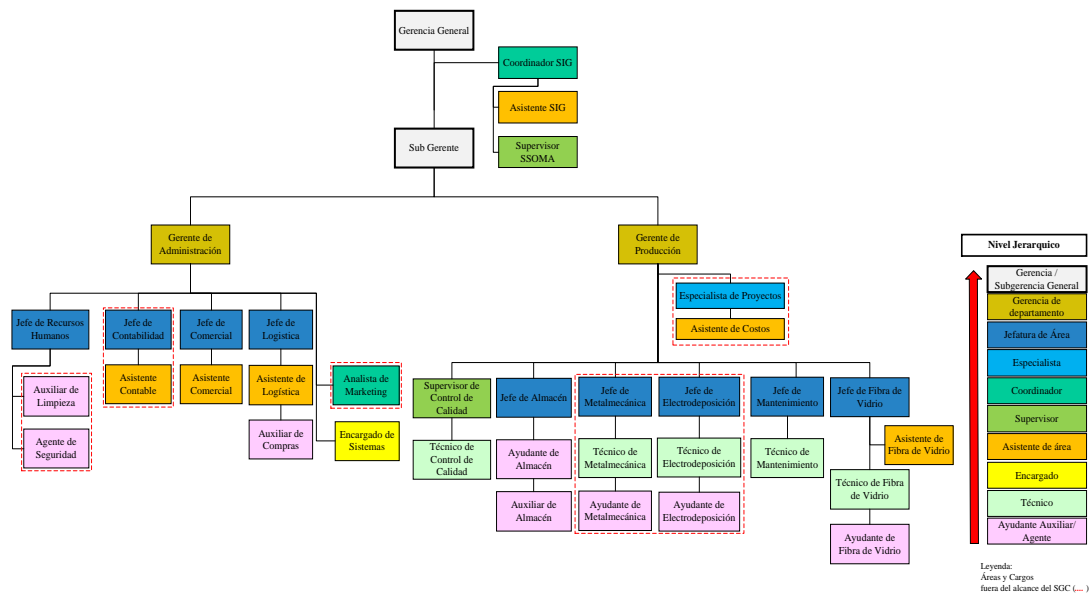 Gerencia General
Coordinador SIG
Asistente SIG
Sub Gerente
Supervisor
SSOMA
Gerente de
Administración
Gerente de
Producción
Especialista de Proyectos
Asistente de Costos
Jefe de Recursos
Humanos
Jefe de
Contabilidad
Jefe de
Comercial
Jefe de
Logística
Auxiliar de
Limpieza
Asistente
Contable
Asistente
Comercial
Asistente de
Logística
Analista de
Marketing
Agente de
Seguridad
Auxiliar de
Compras
Encargado de
Sistemas
Supervisor de
Control de
Calidad
Jefe de Almacén
Jefe de
Metalmecánica
Jefe de
Electrodeposición
Jefe de
Mantenimiento
Jefe de Fibra de
Vidrio
Técnico de
Control de
Calidad
Ayudante de
Almacén
Técnico de
Metalmecánica
Técnico de
Electrodeposición
Técnico de
Mantenimiento
Asistente de
Fibra de Vidrio
Auxiliar de
Almacén
Ayudante de
Metalmecánica
Ayudante de
Electrodeposición
Técnico de Fibra
de Vidrio
Ayudante de
Fibra de Vidrio
Nivel Jerarquico
Gerencia /
Subgerencia General
Gerencia de
departamento
Jefatura de Área
Especialista
Coordinador
Supervisor
Asistente de área
Encargado
Técnico
Ayudante Auxiliar/
Agente
Leyenda:
Áreas y Cargos
fuera del alcance del SGC (.... )